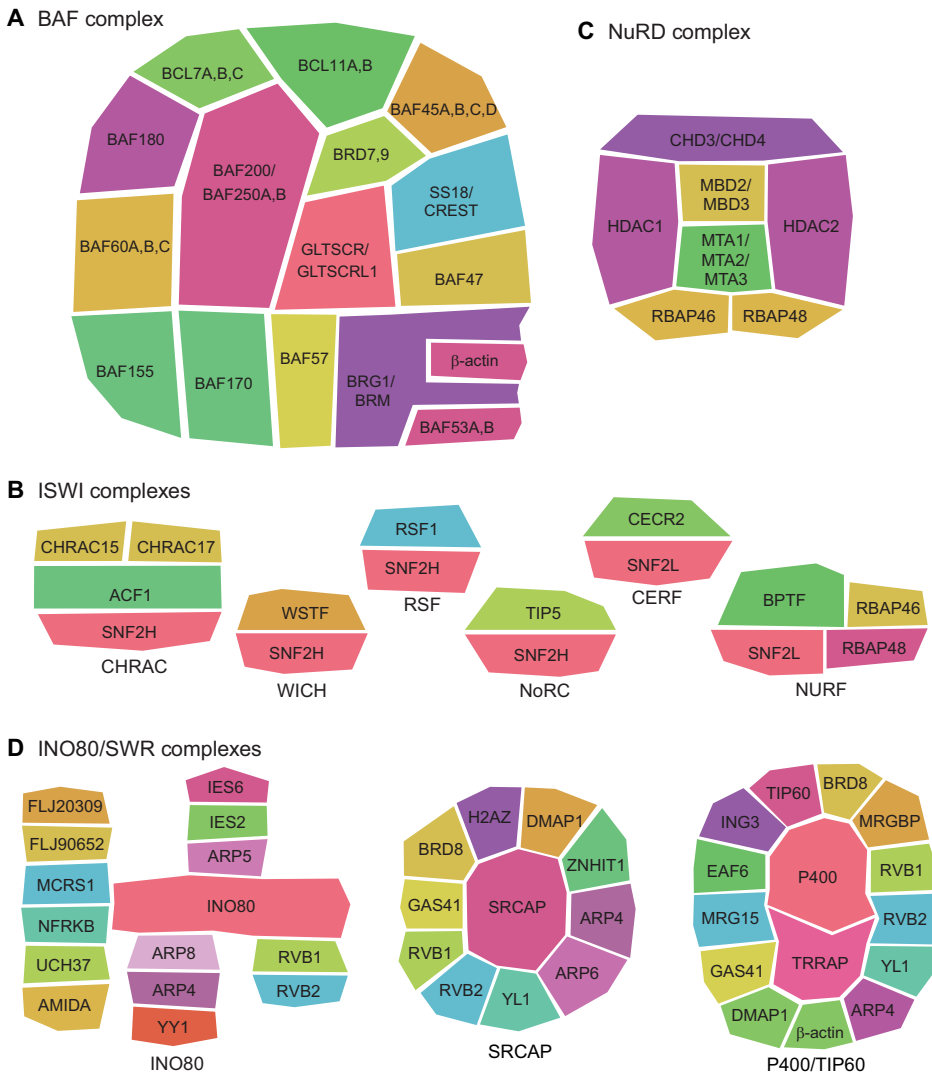 A BAF complex
BCL7A,B,C
BCL11A,B
BAF45A,B,C,D
BAF180
BAF200/
BAF250A,B
BRD7,9
SS18/
CREST
BAF60A,B,C
GLTSCR/
GLTSCRL1
BAF47
BAF155
BAF170
BAF57
BRG1/
BRM
β-actin
BAF53A,B
C NuRD complex
CHD3/CHD4
HDAC1
MBD2/
MBD3
HDAC2
MTA1/
MTA2/
MTA3
RBAP46
RBAP48
B ISWI complexes
CHRAC15
CHRAC17
ACF1
SNF2H
CHRAC
WSTF
SNF2H
WICH
RSF1
SNF2H
RSF
TIP5
SNF2H
NoRC
CECR2
SNF2L
CERF
BPTF
RBAP46
SNF2L
RBAP48
NURF
D INO80/SWR complexes
FLJ20309
FLJ90652
MCRS1
NFRKB
UCH37
AMIDA
IES6
IES2
ARP5
INO80
ARP8
ARP4
YY1
RVB1
RVB2
INO80
H2AZ
DMAP1
BRD8
ZNHIT1
GAS41
SRCAP
ARP4
RVB1
ARP6
RVB2
YL1
SRCAP
TIP60
BRD8
ING3
MRGBP
EAF6
P400
RVB1
MRG15
RVB2
TRRAP
GAS41
YL1
DMAP1
β-actin
ARP4
P400/TIP60